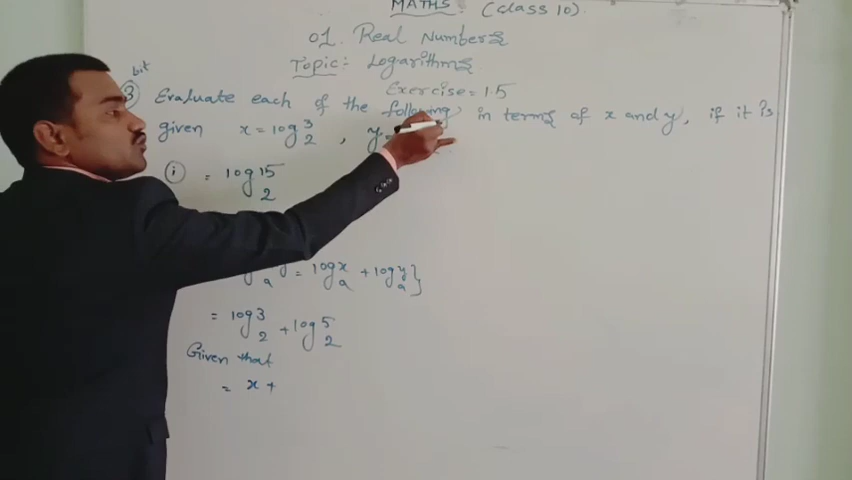 MATHS. (class 10).
01. Real Numbers
Topic:- Logarithms
Exercise = 1.5
3 bit Evaluate each of the following in terms of x and y, if it is
given x = log 3 2 , y =
i = log 15 2
a = log x a + log y a }
= log 3 2 + log 5 2
Given that
= x +